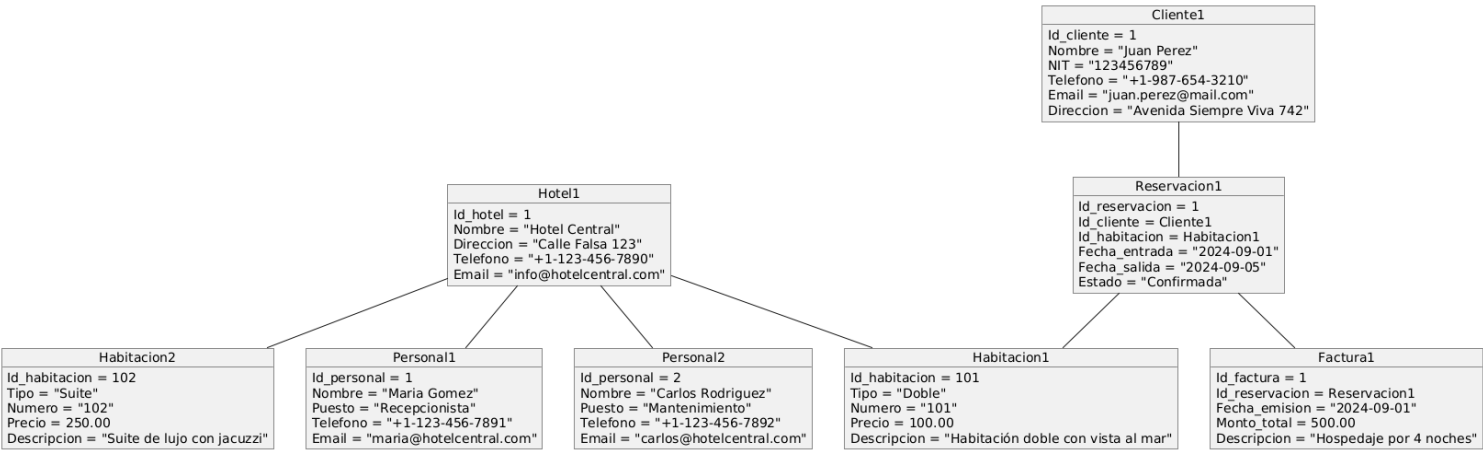 Cliente1
Id_cliente = 1
Nombre = "Juan Perez"
NIT = "123456789"
Telefono = "+1-987-654-3210"
Email = "juan.perez@mail.com"
Direccion = "Avenida Siempre Viva 742"
Hotel1
Id_hotel = 1
Nombre = "Hotel Central"
Direccion = "Calle Falsa 123"
Telefono = "+1-123-456-7890"
Email = "info@hotelcentral.com"
Reservacion1
Id_reservacion = 1
Id_cliente = Cliente1
Id_habitacion = Habitacion1
Fecha_entrada = "2024-09-01"
Fecha_salida = "2024-09-05"
Estado = "Confirmada"
Habitacion2
Id_habitacion = 102
Tipo = "Suite"
Numero = "102"
Precio = 250.00
Descripcion = "Suite de lujo con jacuzzi"
Personal1
Id_personal = 1
Nombre = "Maria Gomez"
Puesto = "Recepcionista"
Telefono = "+1-123-456-7891"
Email = "maria@hotelcentral.com"
Personal2
Id_personal = 2
Nombre = "Carlos Rodriguez"
Puesto = "Mantenimiento"
Telefono = "+1-123-456-7892"
Email = "carlos@hotelcentral.com"
Habitacion1
Id_habitacion = 101
Tipo = "Doble"
Numero = "101"
Precio = 100.00
Descripcion = "Habitación doble con vista al mar"
Factura1
Id_factura = 1
Id_reservacion = Reservacion1
Fecha_emision = "2024-09-01"
Monto_total = 500.00
Descripcion = "Hospedaje por 4 noches"